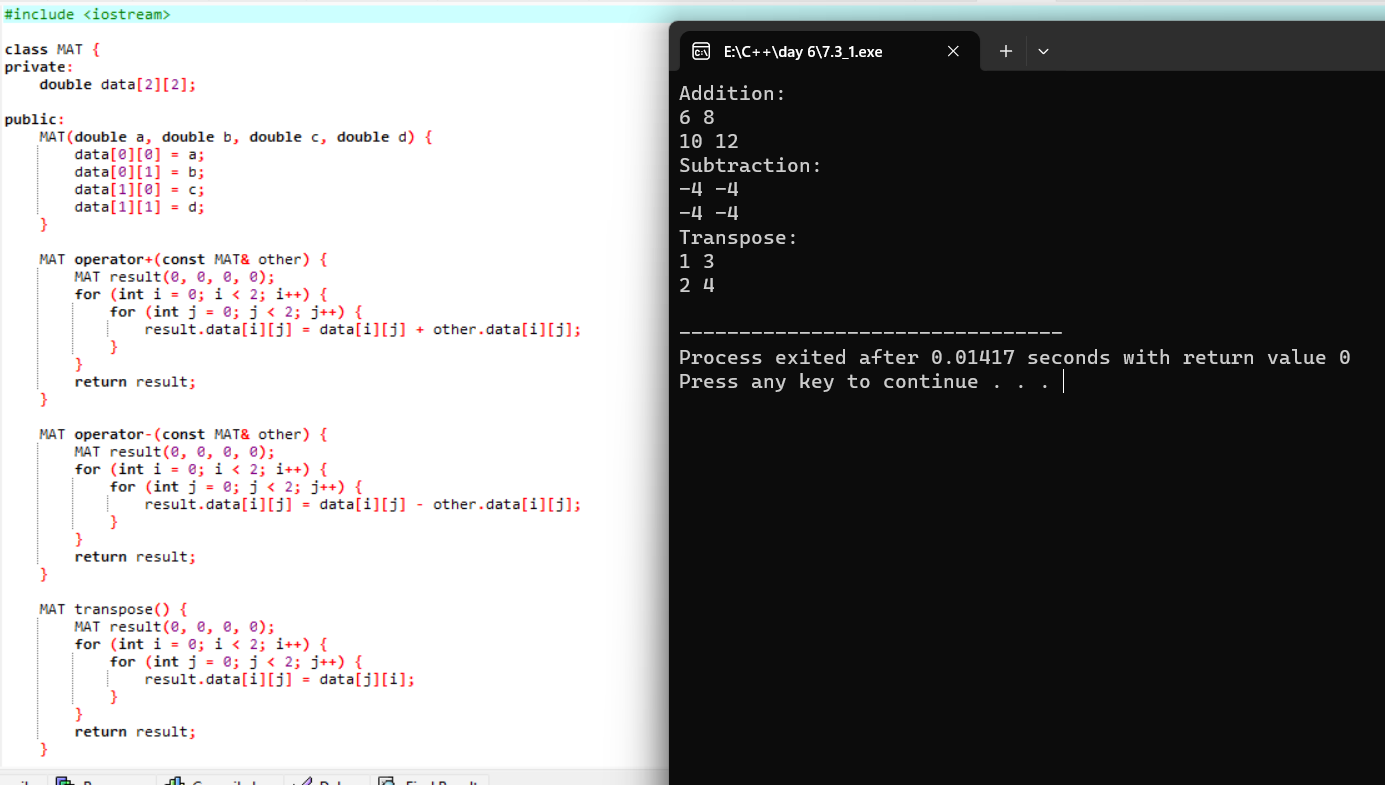 #include <iostream>
class MAT {
private:
    double data[2][2];
public:
    MAT(double a, double b, double c, double d) {
        data[0][0] = a;
        data[0][1] = b;
        data[1][0] = c;
        data[1][1] = d;
    }
    MAT operator+(const MAT& other) {
        MAT result(0, 0, 0, 0);
        for (int i = 0; i < 2; i++) {
            for (int j = 0; j < 2; j++) {
                result.data[i][j] = data[i][j] + other.data[i][j];
            }
        }
        return result;
    }
    MAT operator-(const MAT& other) {
        MAT result(0, 0, 0, 0);
        for (int i = 0; i < 2; i++) {
            for (int j = 0; j < 2; j++) {
                result.data[i][j] = data[i][j] - other.data[i][j];
            }
        }
        return result;
    }
    MAT transpose() {
        MAT result(0, 0, 0, 0);
        for (int i = 0; i < 2; i++) {
            for (int j = 0; j < 2; j++) {
                result.data[i][j] = data[j][i];
            }
        }
        return result;
    }
E:\C++\day 6\7.3_1.exe
Addition:
6 8
10 12
Subtraction:
-4 -4
-4 -4
Transpose:
1 3
2 4
--------------------------------
Process exited after 0.01417 seconds with return value 0
Press any key to continue . . .